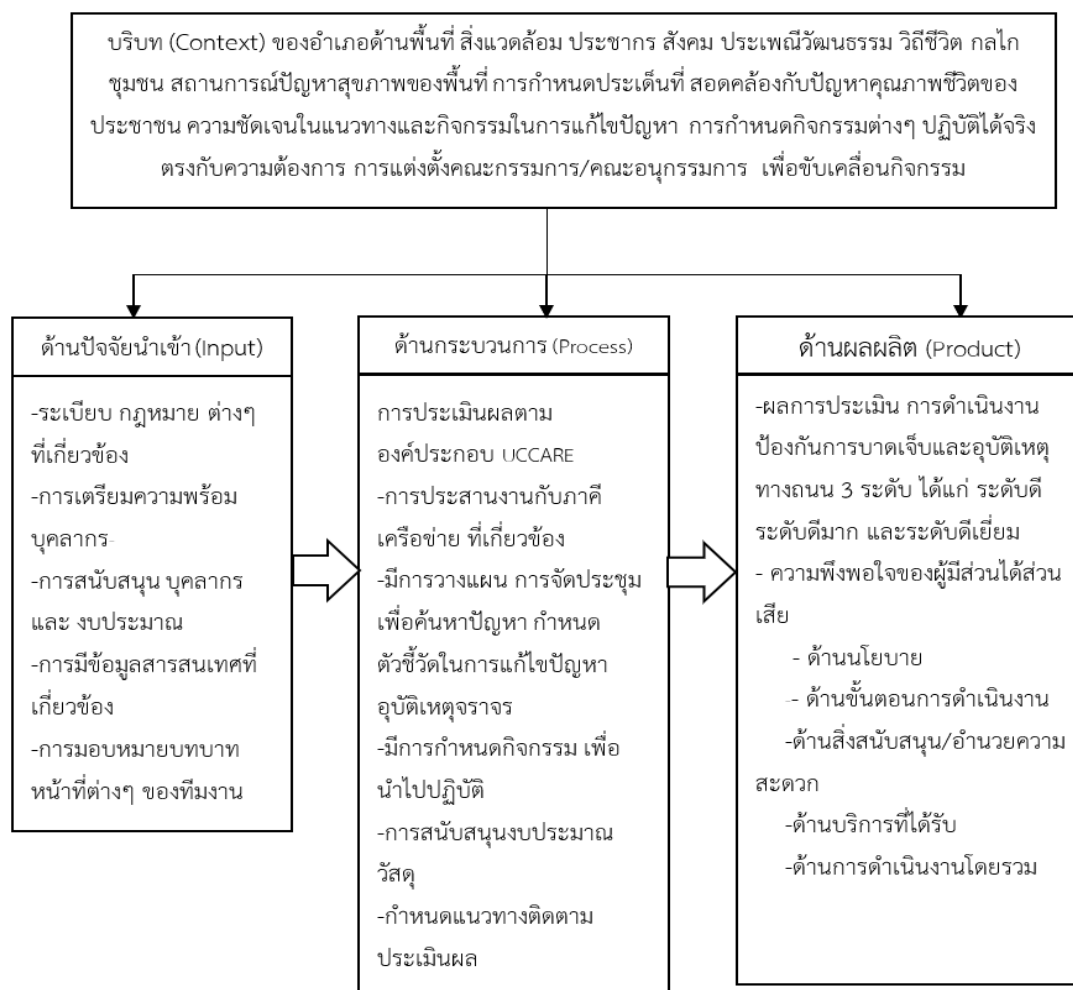 บริบท (Context) ของอำเภอด้านพื้นที่ สิ่งแวดล้อม ประชากร สังคม ประเพณีวัฒนธรรม วิถีชีวิต กลไก
ชุมชน สถานการณ์ปัญหาสุขภาพของพื้นที่ การกำหนดประเด็นที่ สอดคล้องกับปัญหาคุณภาพชีวิตของ
ประชาชน ความชัดเจนในแนวทางและกิจกรรมในการแก้ไขปัญหา การกำหนดกิจกรรมต่างๆ ปฏิบัติได้จริง
ตรงกับความต้องการ การแต่งตั้งคณะกรรมการ/คณะอนุกรรมการ เพื่อขับเคลื่อนกิจกรรม
ด้านปัจจัยนำเข้า (Input)
-ระเบียบ กฎหมาย ต่างๆ
ที่เกี่ยวข้อง
-การเตรียมความพร้อม
บุคลากร-
-การสนับสนุน บุคลากร
และ งบประมาณ
-การมีข้อมูลสารสนเทศที่
เกี่ยวข้อง
-การมอบหมายบทบาท
หน้าที่ต่างๆ ของทีมงาน
ด้านกระบวนการ (Process)
การประเมินผลตาม
องค์ประกอบ UCCARE
-การประสานงานกับภาคี
เครือข่าย ที่เกี่ยวข้อง
-มีการวางแผน การจัดประชุม
เพื่อค้นหาปัญหา กำหนด
ตัวชี้วัดในการแก้ไขปัญหา
อุบัติเหตุจราจร
-มีการกำหนดกิจกรรม เพื่อ
นำไปปฏิบัติ
-การสนับสนุนงบประมาณ
วัสดุ
-กำหนดแนวทางติดตาม
ประเมินผล
ด้านผลผลิต (Product)
-ผลการประเมิน การดำเนินงาน
ป้องกันการบาดเจ็บและอุบัติเหตุ
ทางถนน 3 ระดับ ได้แก่ ระดับดี
ระดับดีมาก และระดับดีเยี่ยม
- ความพึงพอใจของผู้มีส่วนได้ส่วน
เสีย
- ด้านนโยบาย
- ด้านขั้นตอนการดำเนินงาน
-ด้านสิ่งสนับสนุน/อำนวยความ
สะดวก
-ด้านบริการที่ได้รับ
-ด้านการดำเนินงานโดยรวม